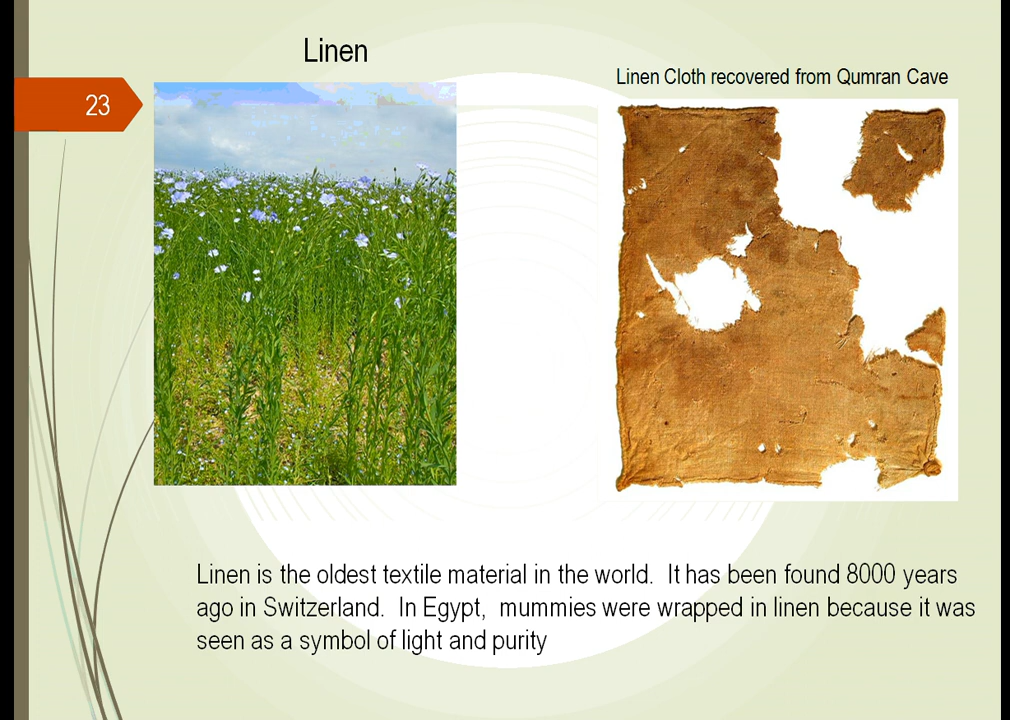 Linen
Linen Cloth recovered from Qumran Cave
23
Linen is the oldest textile material in the world.  It has been found 8000 years
ago in Switzerland.  In Egypt,  mummies were wrapped in linen because it was
seen as a symbol of light and purity